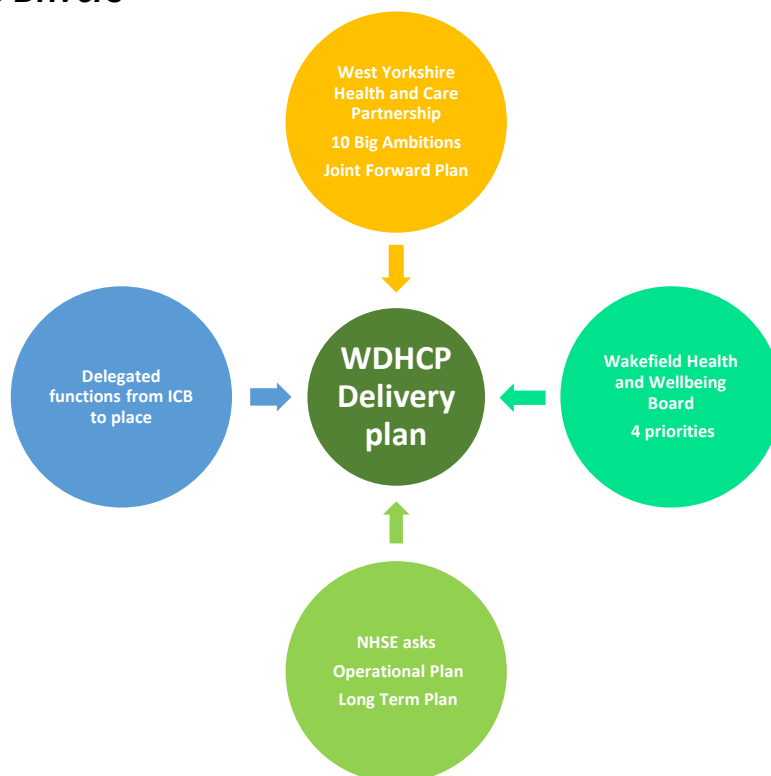 Drivers
West Yorkshire
Health and Care
Partnership
10 Big Ambitions
Joint Forward Plan
Delegated
functions from ICB
to place
WDHCP
Delivery
plan
Wakefield Health
and Wellbeing
Board
4 priorities
NHSE asks
Operational Plan
Long Term Plan